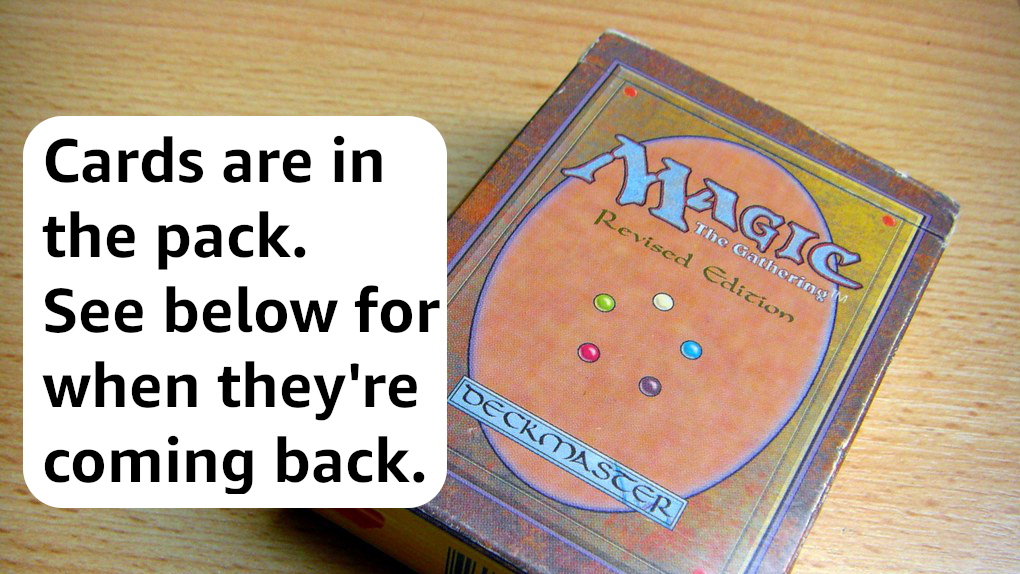 Cards are in
the pack.
See below for
when they're
coming back.
MAGIC
The Gathering™
Revised Edition
DECKMASTER